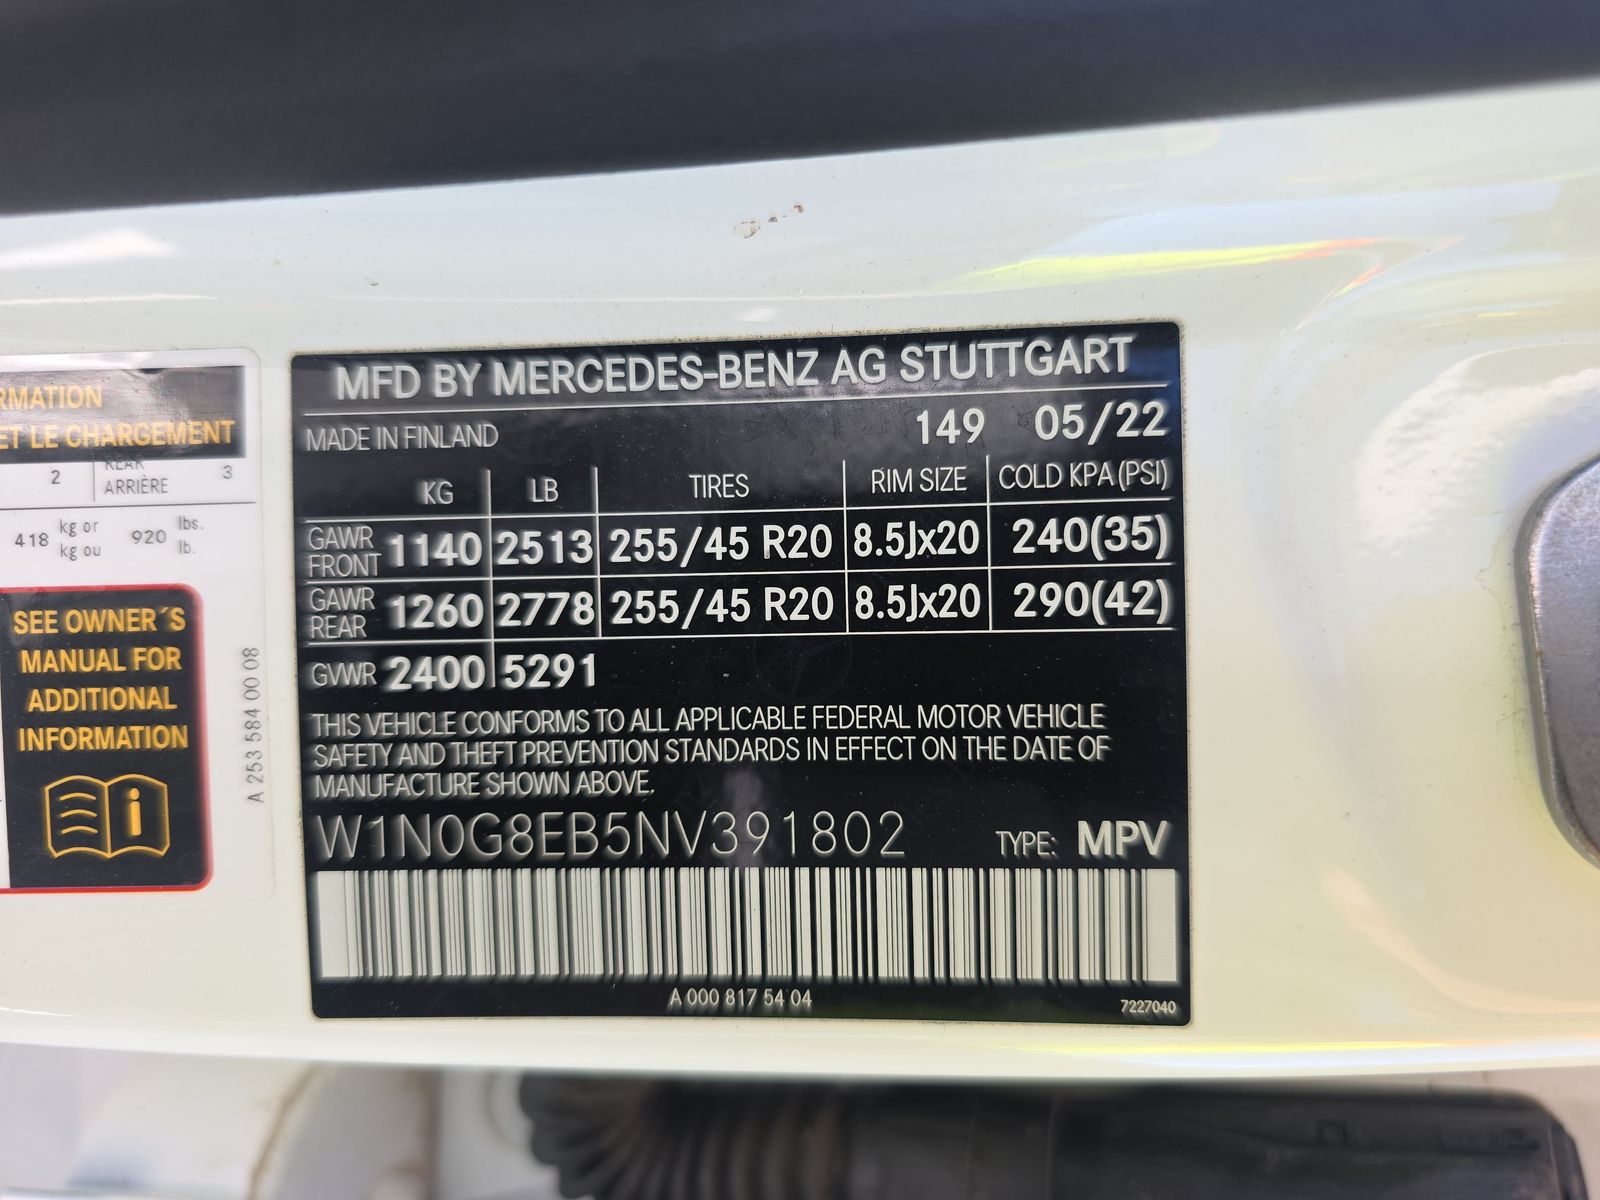 RMATION
ET LE CHARGEMENT
2 REAR ARRIÈRE 3
418 kg or kg ou 920 lbs. lb.
SEE OWNER´S
MANUAL FOR
ADDITIONAL
INFORMATION
i
A 253 584 00 08
MFD BY MERCEDES-BENZ AG STUTTGART
MADE IN FINLAND 149 05/22
KG LB TIRES RIM SIZE COLD KPA(PSI)
GAWR FRONT 1140 2513 255/45 R20 8.5Jx20 240(35)
GAWR REAR 1260 2778 255/45 R20 8.5Jx20 290(42)
GVWR 2400 5291
THIS VEHICLE CONFORMS TO ALL APPLICABLE FEDERAL MOTOR VEHICLE
SAFETY AND THEFT PREVENTION STANDARDS IN EFFECT ON THE DATE OF
MANUFACTURE SHOWN ABOVE.
W1N0G8EB5NV391802 TYPE: MPV
A 000 817 54 04 7227040